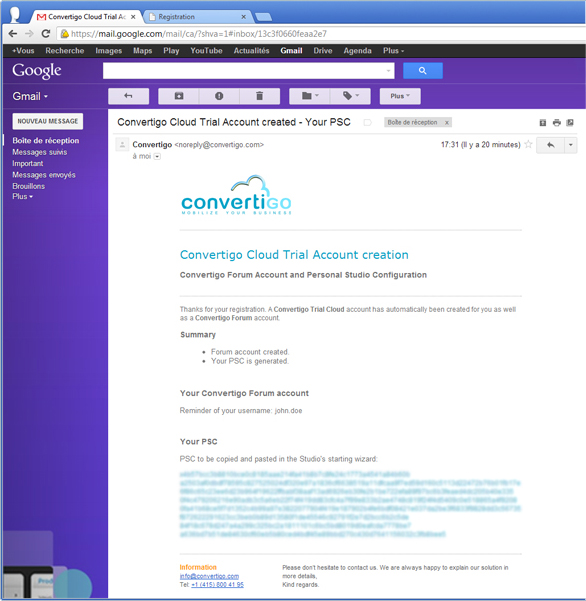 Convertigo Cloud Trial Ac
Registration
https://mail.google.com/mail/ca/?shva=1#inbox/13c3f0660feaa2e7
+Vous Recherche Images Maps Play YouTube Actualités Gmail Drive Agenda Plus
Google
Gmail
Plus
NOUVEAU MESSAGE
Convertigo Cloud Trial Account created - Your PSC
Boîte de réception x
Boîte de réception
Messages suivis
Important
Messages envoyés
Brouillons
Plus
Convertigo <noreply@convertigo.com>
17:31 (Il y a 20 minutes)
à moi
convertigo
MOBILIZE YOUR BUSINESS
Convertigo Cloud Trial Account creation
Convertigo Forum Account and Personal Studio Configuration
Thanks for your registration. A Convertigo Trial Cloud account has automatically been created for you as well
as a Convertigo Forum account.
Summary
• Forum account created.
• Your PSC is generated.
Your Convertigo Forum account
Reminder of your username: john.doe
Your PSC
PSC to be copied and pasted in the Studio's starting wizard:
Information
info@convertigo.com
Tel: +1 (415) 800 41 95
Please don't hesitate to contact us. We are always happy to explain our solution in
more details,
Kind regards.